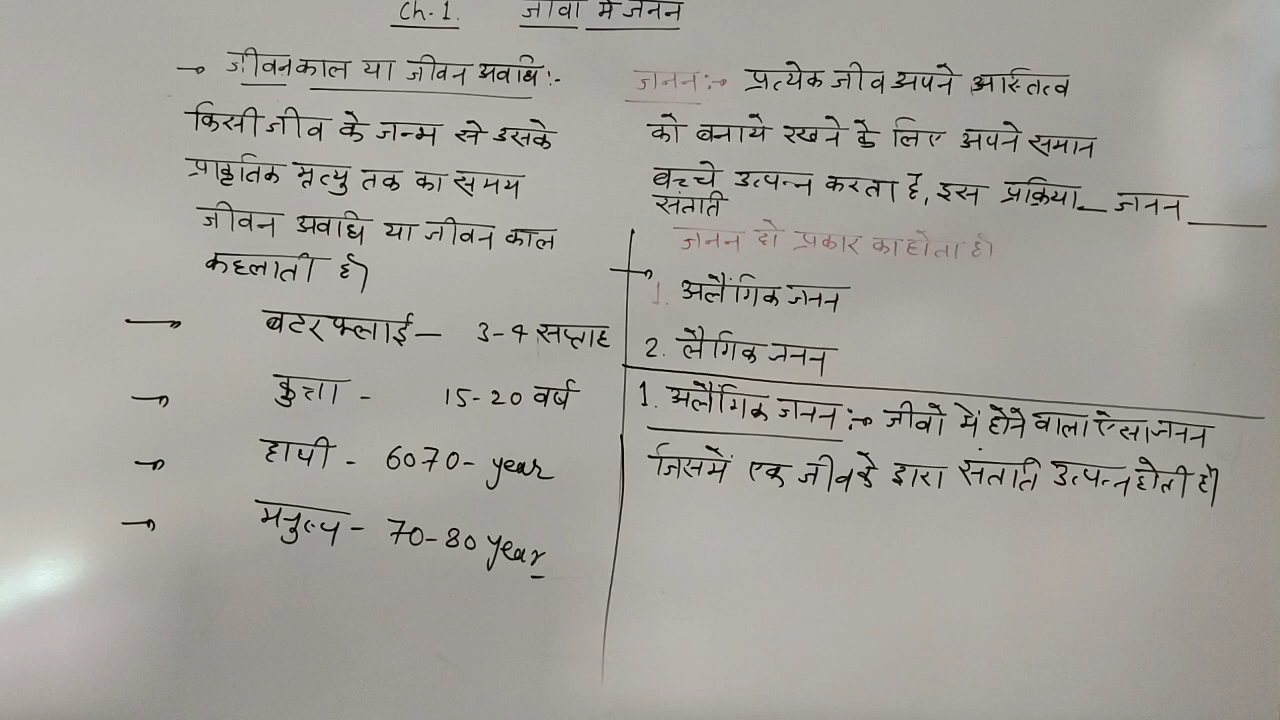 Ch. 1. जीवों में जनन
→ जीवनकाल या जीवन अवधि :-
किसी जीव के जन्म से उसके
प्राकृतिक मृत्यु तक का समय
जीवन अवधि या जीवन काल
कहलाती है।
→ बटरफ्लाई – 3-4 सप्ताह
→ कुत्ता - 15-20 वर्ष
→ हाथी - 6070- year
→ मनुष्य - 70-80 year
जनन :→ प्रत्येक जीव अपने अस्तित्व
को बनाये रखने के लिए अपने समान
बच्चे उत्पन्न करता है, इस प्रक्रिया – जनन
संतति
जनन दो प्रकार का होता है।
1. अलैंगिक जनन
2. लैंगिक जनन
1. अलैंगिक जनन :→ जीवों में होने वाला ऐसा जनन
जिसमें एक जीव के द्वारा संतति उत्पन्न होती है।